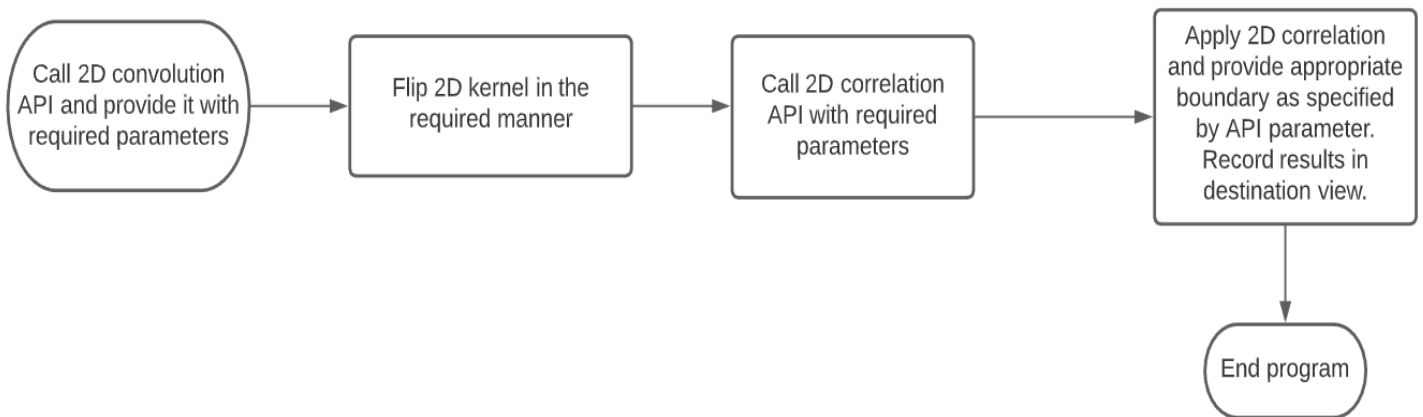 Call 2D convolution
API and provide it with
required parameters
Flip 2D kernel in the
required manner
Call 2D correlation
API with required
parameters
Apply 2D correlation
and provide appropriate
boundary as specified
by API parameter.
Record results in
destination view.
End program